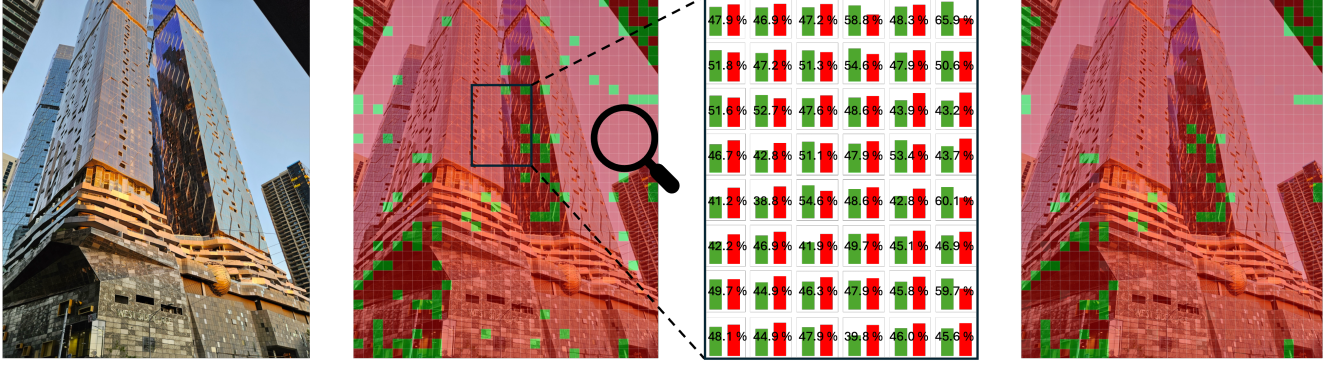 47.9 % 46.9 % 47.2 % 58.8 % 48.3 % 65.9 %
51.8 % 47.2 % 51.3 % 54.6 % 47.9 % 50.6 %
51.6 % 52.7 % 47.6 % 48.6 % 43.9 % 43.2 %
46.7 % 42.8 % 51.1 % 47.9 % 53.4 % 43.7 %
41.2 % 38.8 % 54.6 % 48.6 % 42.8 % 60.1 %
42.2 % 46.9 % 41.9 % 49.7 % 45.1 % 46.9 %
49.7 % 44.9 % 46.3 % 47.9 % 45.8 % 59.7 %
48.1 % 44.9 % 47.9 % 39.8 % 46.0 % 45.6 %